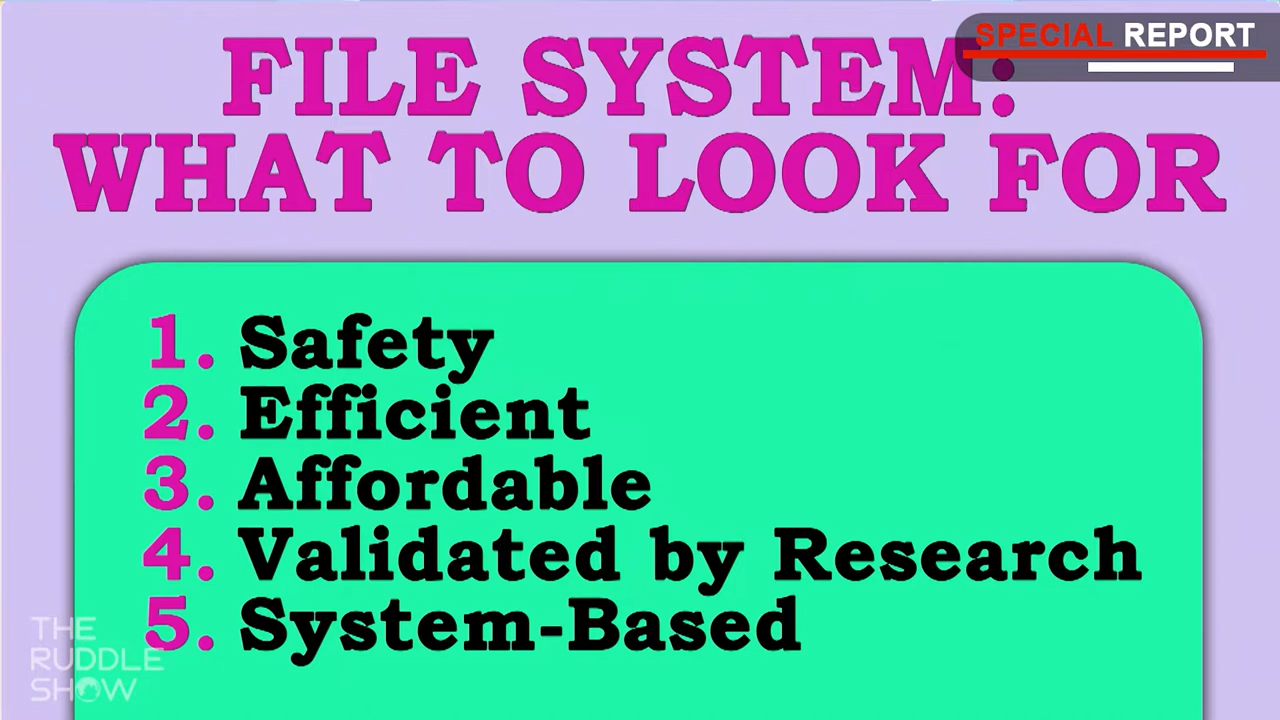 SPECIAL REPORT
FILE SYSTEM:
WHAT TO LOOK FOR
1. Safety
2. Efficient
3. Affordable
4. Validated by Research
5. System-Based
THE
RUDDLE
SHOW